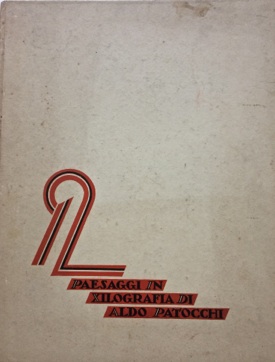 12
PAESAGGI IN
XILOGRAFIA DI
ALDO PATOCCHI